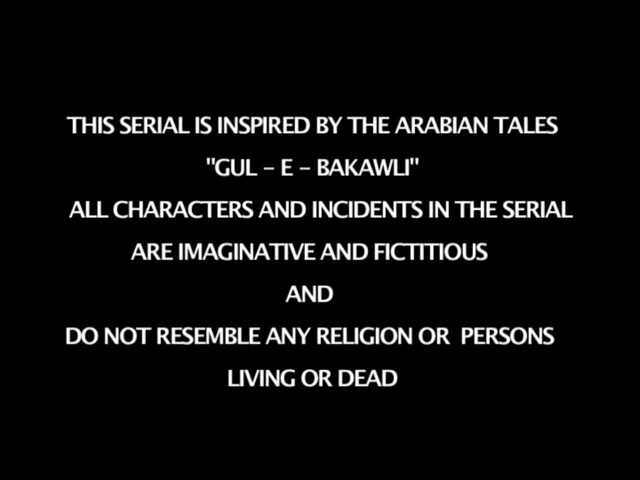 THIS SERIAL IS INSPIRED BY THE ARABIAN TALES
"GUL - E - BAKAWLI"
ALL CHARACTERS AND INCIDENTS IN THE SERIAL
ARE IMAGINATIVE AND FICTITIOUS
AND
DO NOT RESEMBLE ANY RELIGION OR PERSONS
LIVING OR DEAD